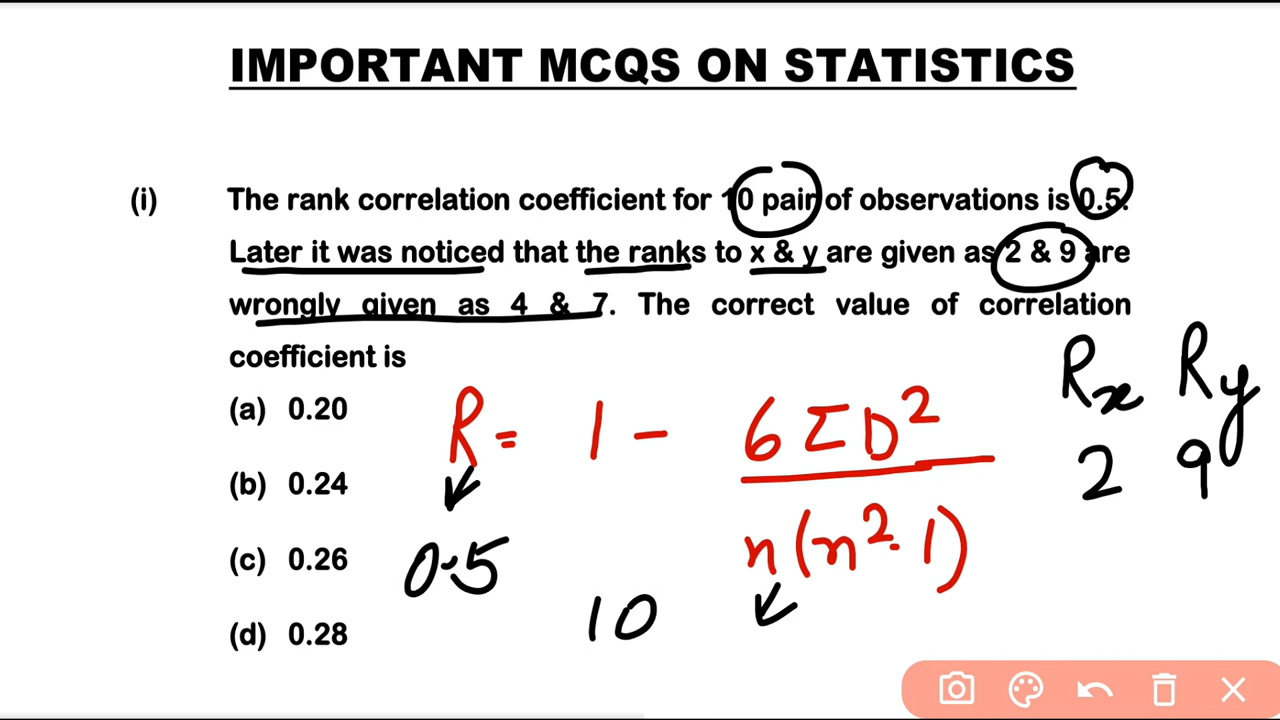 IMPORTANT MCQS ON STATISTICS
(i) The rank correlation coefficient for 10 pair of observations is 0.5.
Later it was noticed that the ranks to x & y are given as 2 & 9 are
wrongly given as 4 & 7. The correct value of correlation
coefficient is
(a) 0.20
(b) 0.24
(c) 0.26
(d) 0.28
R = 1 - 6ΣD²
n(n²-1)
0.5
10
Rx Ry
2 9